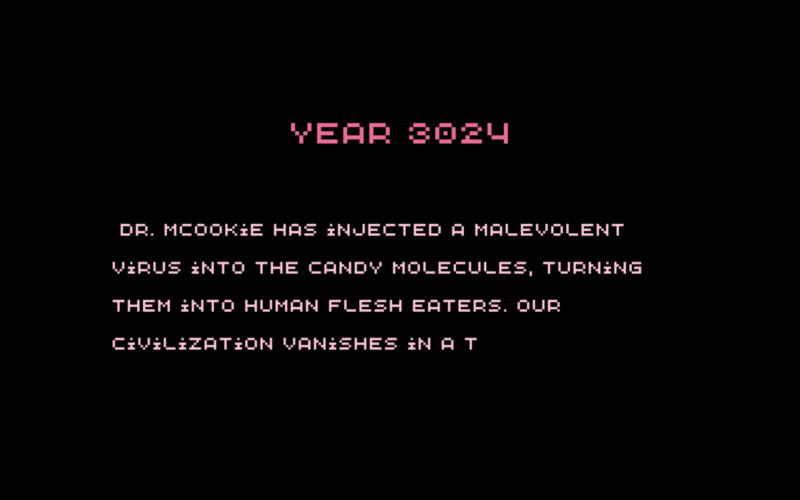 YEAR 3024
DR. MCOOKiE HAS iNJECTED A MALEVOLENT
ViRUS iNTO THE CANDY MOLECULES, TURNiNG
THEM iNTO HUMAN FLESH EATERS. OUR
CiViLiZATiON VANiSHES iN A T